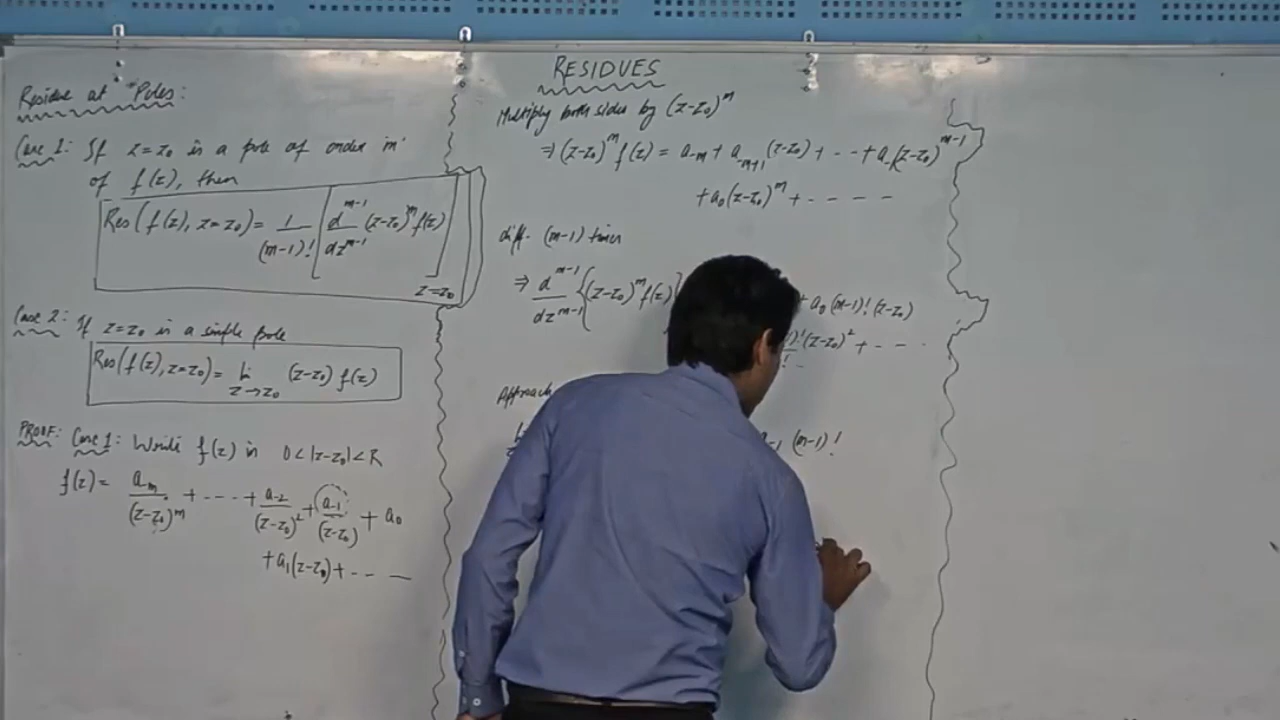 Residue at Poles:
Case 1: If z=z₀ is a pole of order 'm'
of f(z), then
Res(f(z), z=z₀) = 1/(m-1)! [d^(m-1)/dz^(m-1) (z-z₀)^m f(z)] z=z₀
Case 2: If z=z₀ is a simple pole
Res(f(z), z=z₀) = lt z→z₀ (z-z₀) f(z)
PROOF: Case 1: Write f(z) in 0<|z-z₀|<R
f(z) = a₋m/(z-z₀)^m + ---- + a₋₂/(z-z₀)² + a₋₁/(z-z₀) + a₀
+ a₁(z-z₀) + -- —
RESIDUES
Multiply both sides by (z-z₀)^m
⇒ (z-z₀)^m f(z) = a₋m + a₋m+1 (z-z₀) + -- + a₋₁(z-z₀)^(m-1)
+ a₀(z-z₀)^m + - - - -
diff. (m-1) times
⇒ d^(m-1)/dz^(m-1) {(z-z₀)^m f(z)} + a₀ (m-1)! (z-z₀)
)! (z-z₀)² + - - ·
Approach
(m-1)!